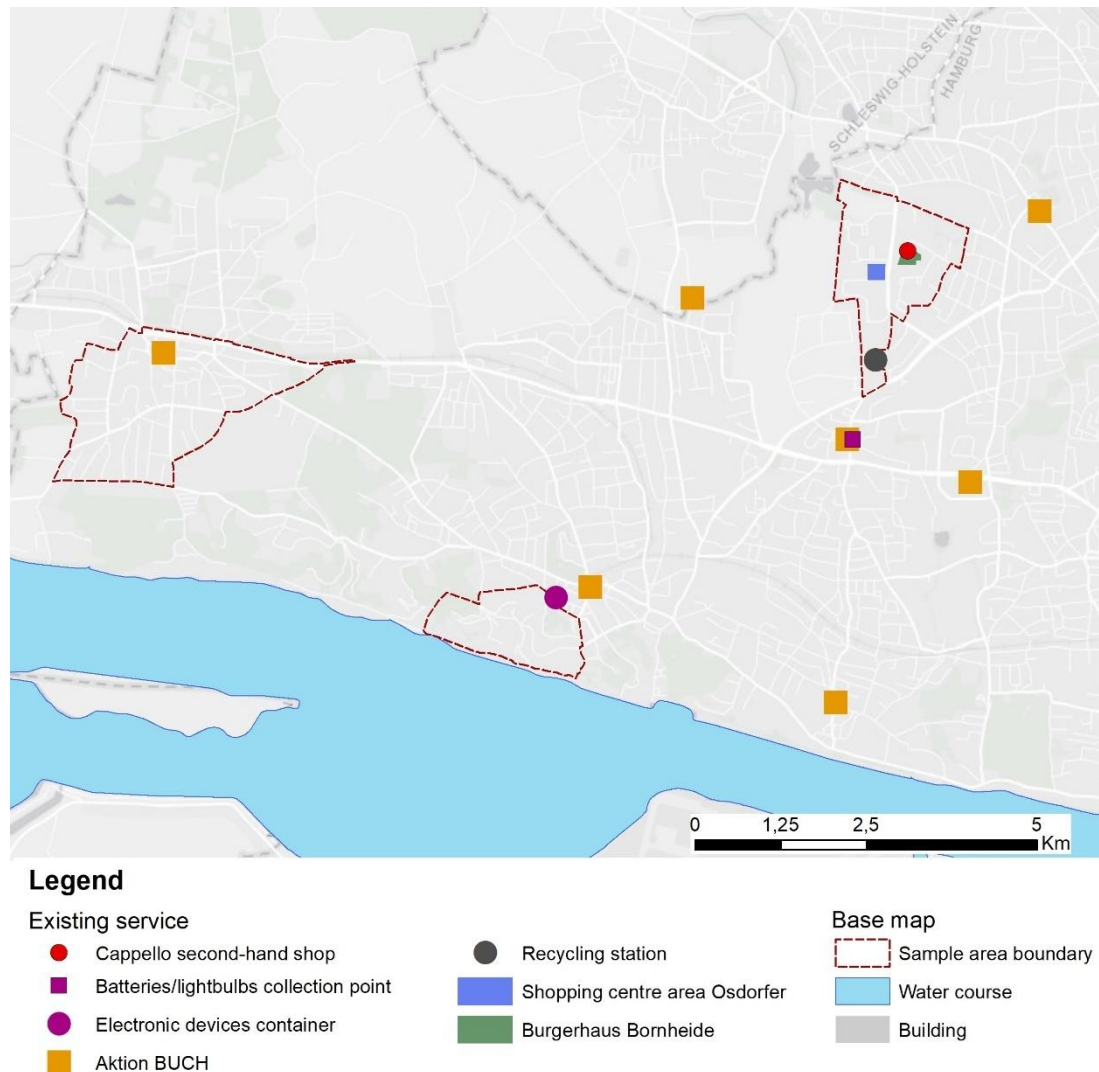 SCHLESWIG-HOLSTEIN
HAMBURG
0 1,25 2,5 5
Km
Legend
Existing service
Cappello second-hand shop
Batteries/lightbulbs collection point
Electronic devices container
Aktion BUCH
Recycling station
Shopping centre area Osdorfer
Burgerhaus Bornheide
Base map
Sample area boundary
Water course
Building